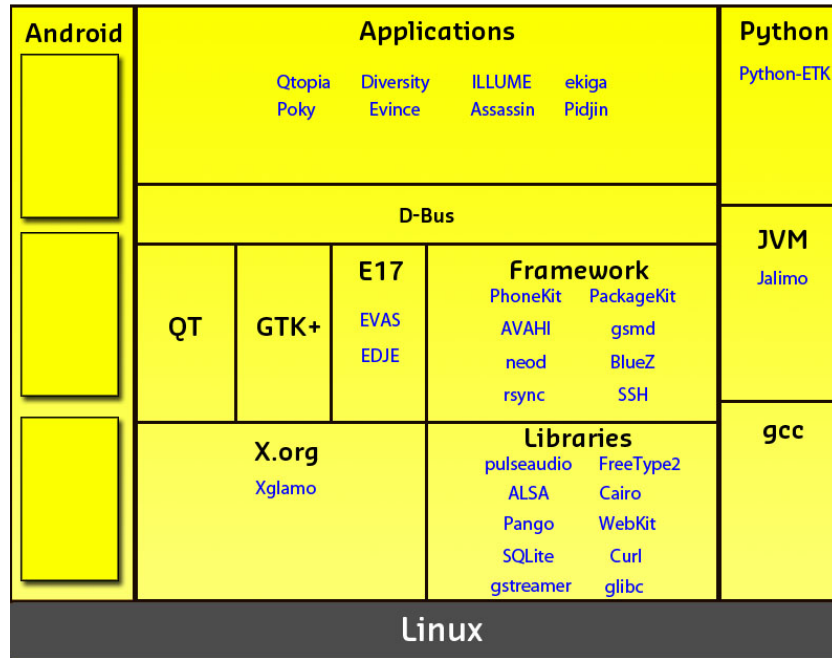 Android
Applications
Qtopia Diversity ILLUME ekiga
Poky Evince Assassin Pidjin
Python
Python-ETK
D-Bus
JVM
Jalimo
QT
GTK+
E17
EVAS
EDJE
Framework
PhoneKit PackageKit
AVAHI gsmd
neod BlueZ
rsync SSH
X.org
Xglamo
Libraries
pulseaudio FreeType2
ALSA Cairo
Pango WebKit
SQLite Curl
gstreamer glibc
gcc
Linux